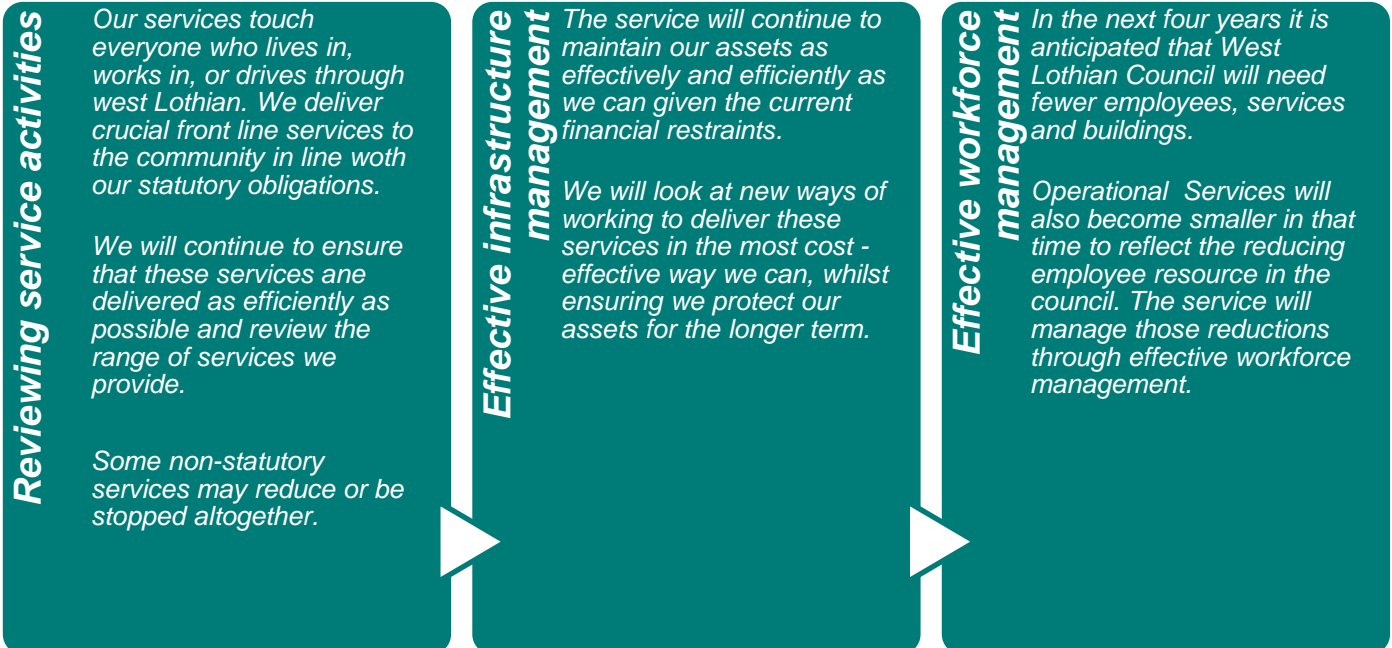 Reviewing service activities
Our services touch
everyone who lives in,
works in, or drives through
west Lothian. We deliver
crucial front line services to
the community in line woth
our statutory obligations.
We will continue to ensure
that these services ane
delivered as efficiently as
possible and review the
range of services we
provide.
Some non-statutory
services may reduce or be
stopped altogether.
Effective infrastructure
management
The service will continue to
maintain our assets as
effectively and efficiently as
we can given the current
financial restraints.
We will look at new ways of
working to deliver these
services in the most cost -
effective way we can, whilst
ensuring we protect our
assets for the longer term.
Effective workforce
management
In the next four years it is
anticipated that West
Lothian Council will need
fewer employees, services
and buildings.
Operational  Services will
also become smaller in that
time to reflect the reducing
employee resource in the
council. The service will
manage those reductions
through effective workforce
management.